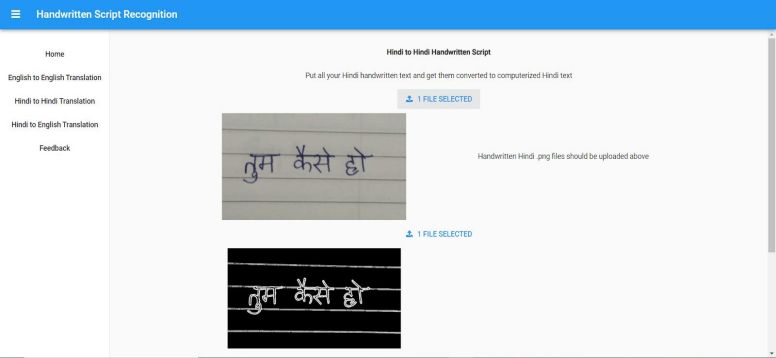 Handwritten Script Recognition
Home
English to English Translation
Hindi to Hindi Translation
Hindi to English Translation
Feedback
Hindi to Hindi Handwritten Script
Put all your Hindi handwritten text and get them converted to computerized Hindi text
1 FILE SELECTED
तुम कैसे हो
Handwritten Hindi .png files should be uploaded above
1 FILE SELECTED
तुम कैसे हो